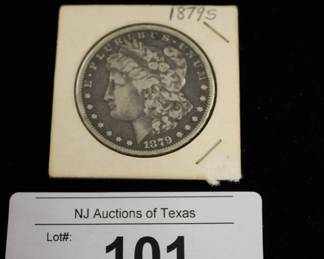 1879S
E·PLURIBUS·UNUM
1879
NJ Auctions of Texas
Lot#:
101